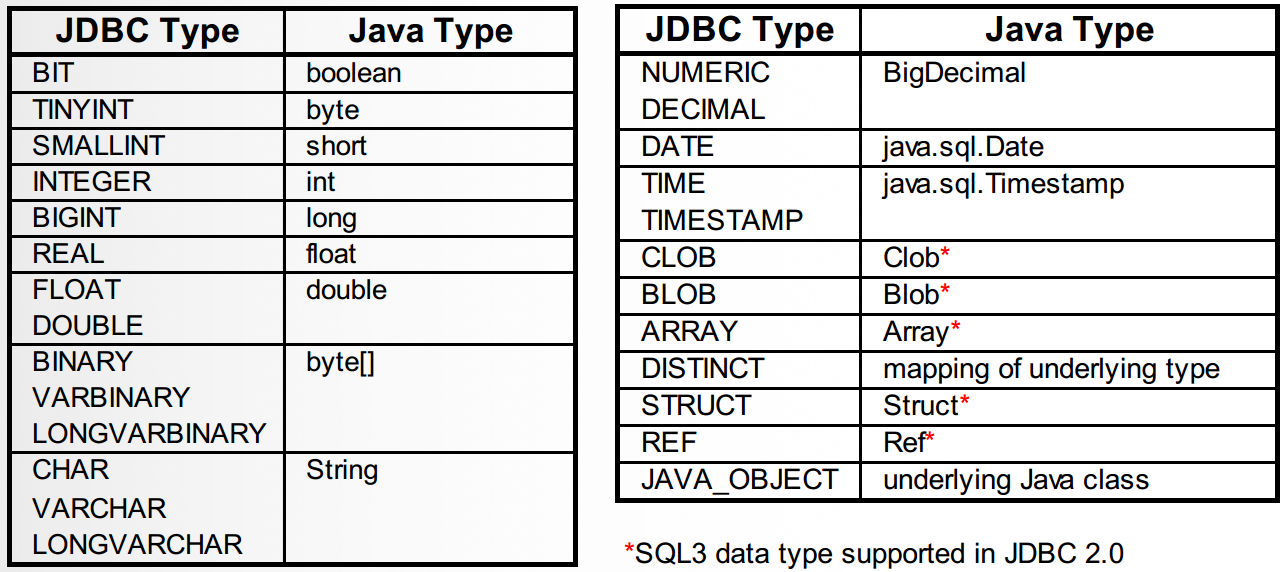 JDBC Type Java Type
BIT boolean
TINYINT byte
SMALLINT short
INTEGER int
BIGINT long
REAL float
FLOAT double
DOUBLE
BINARY byte[]
VARBINARY
LONGVARBINARY
CHAR String
VARCHAR
LONGVARCHAR
JDBC Type Java Type
NUMERIC BigDecimal
DECIMAL
DATE java.sql.Date
TIME java.sql.Timestamp
TIMESTAMP
CLOB Clob*
BLOB Blob*
ARRAY Array*
DISTINCT mapping of underlying type
STRUCT Struct*
REF Ref*
JAVA_OBJECT underlying Java class
*SQL3 data type supported in JDBC 2.0